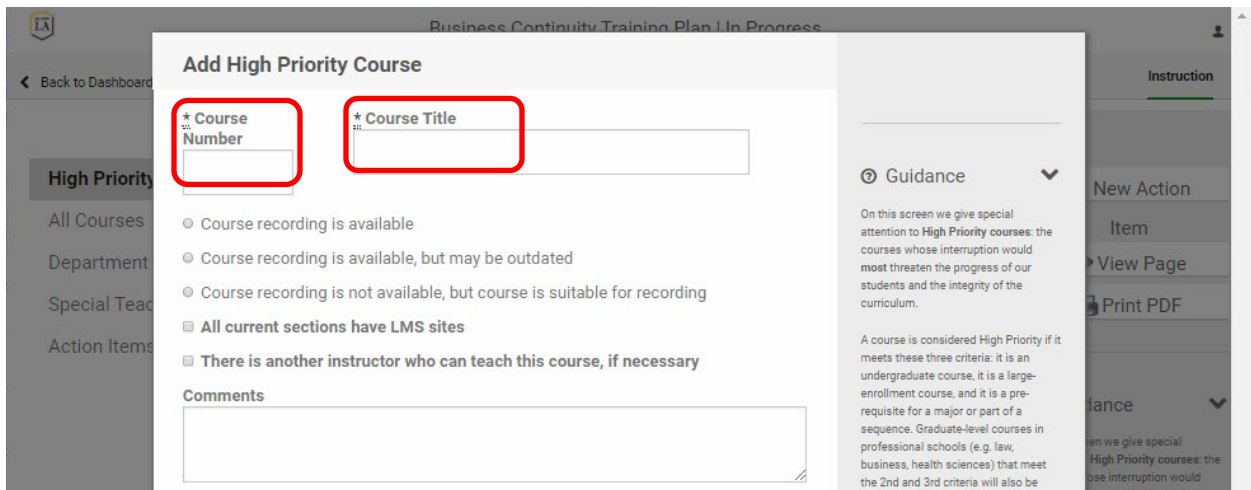 LA
Business Continuity Training Plan | In Progress
Back to Dashboard
Instruction
Add High Priority Course
* Course
Number
* Course Title
Course recording is available
Course recording is available, but may be outdated
Course recording is not available, but course is suitable for recording
All current sections have LMS sites
There is another instructor who can teach this course, if necessary
Comments
Guidance
On this screen we give special
attention to High Priority courses: the
courses whose interruption would
most threaten the progress of our
students and the integrity of the
curriculum.
A course is considered High Priority if it
meets these three criteria: it is an
undergraduate course, it is a large-
enrollment course, and it is a pre-
requisite for a major or part of a
sequence. Graduate-level courses in
professional schools (e.g. law,
business, health sciences) that meet
the 2nd and 3rd criteria will also be
High Priority
All Courses
Department
Special Teac
Action Items
New Action
Item
View Page
Print PDF
dance
en we give special
High Priority courses: the
ose interruption would